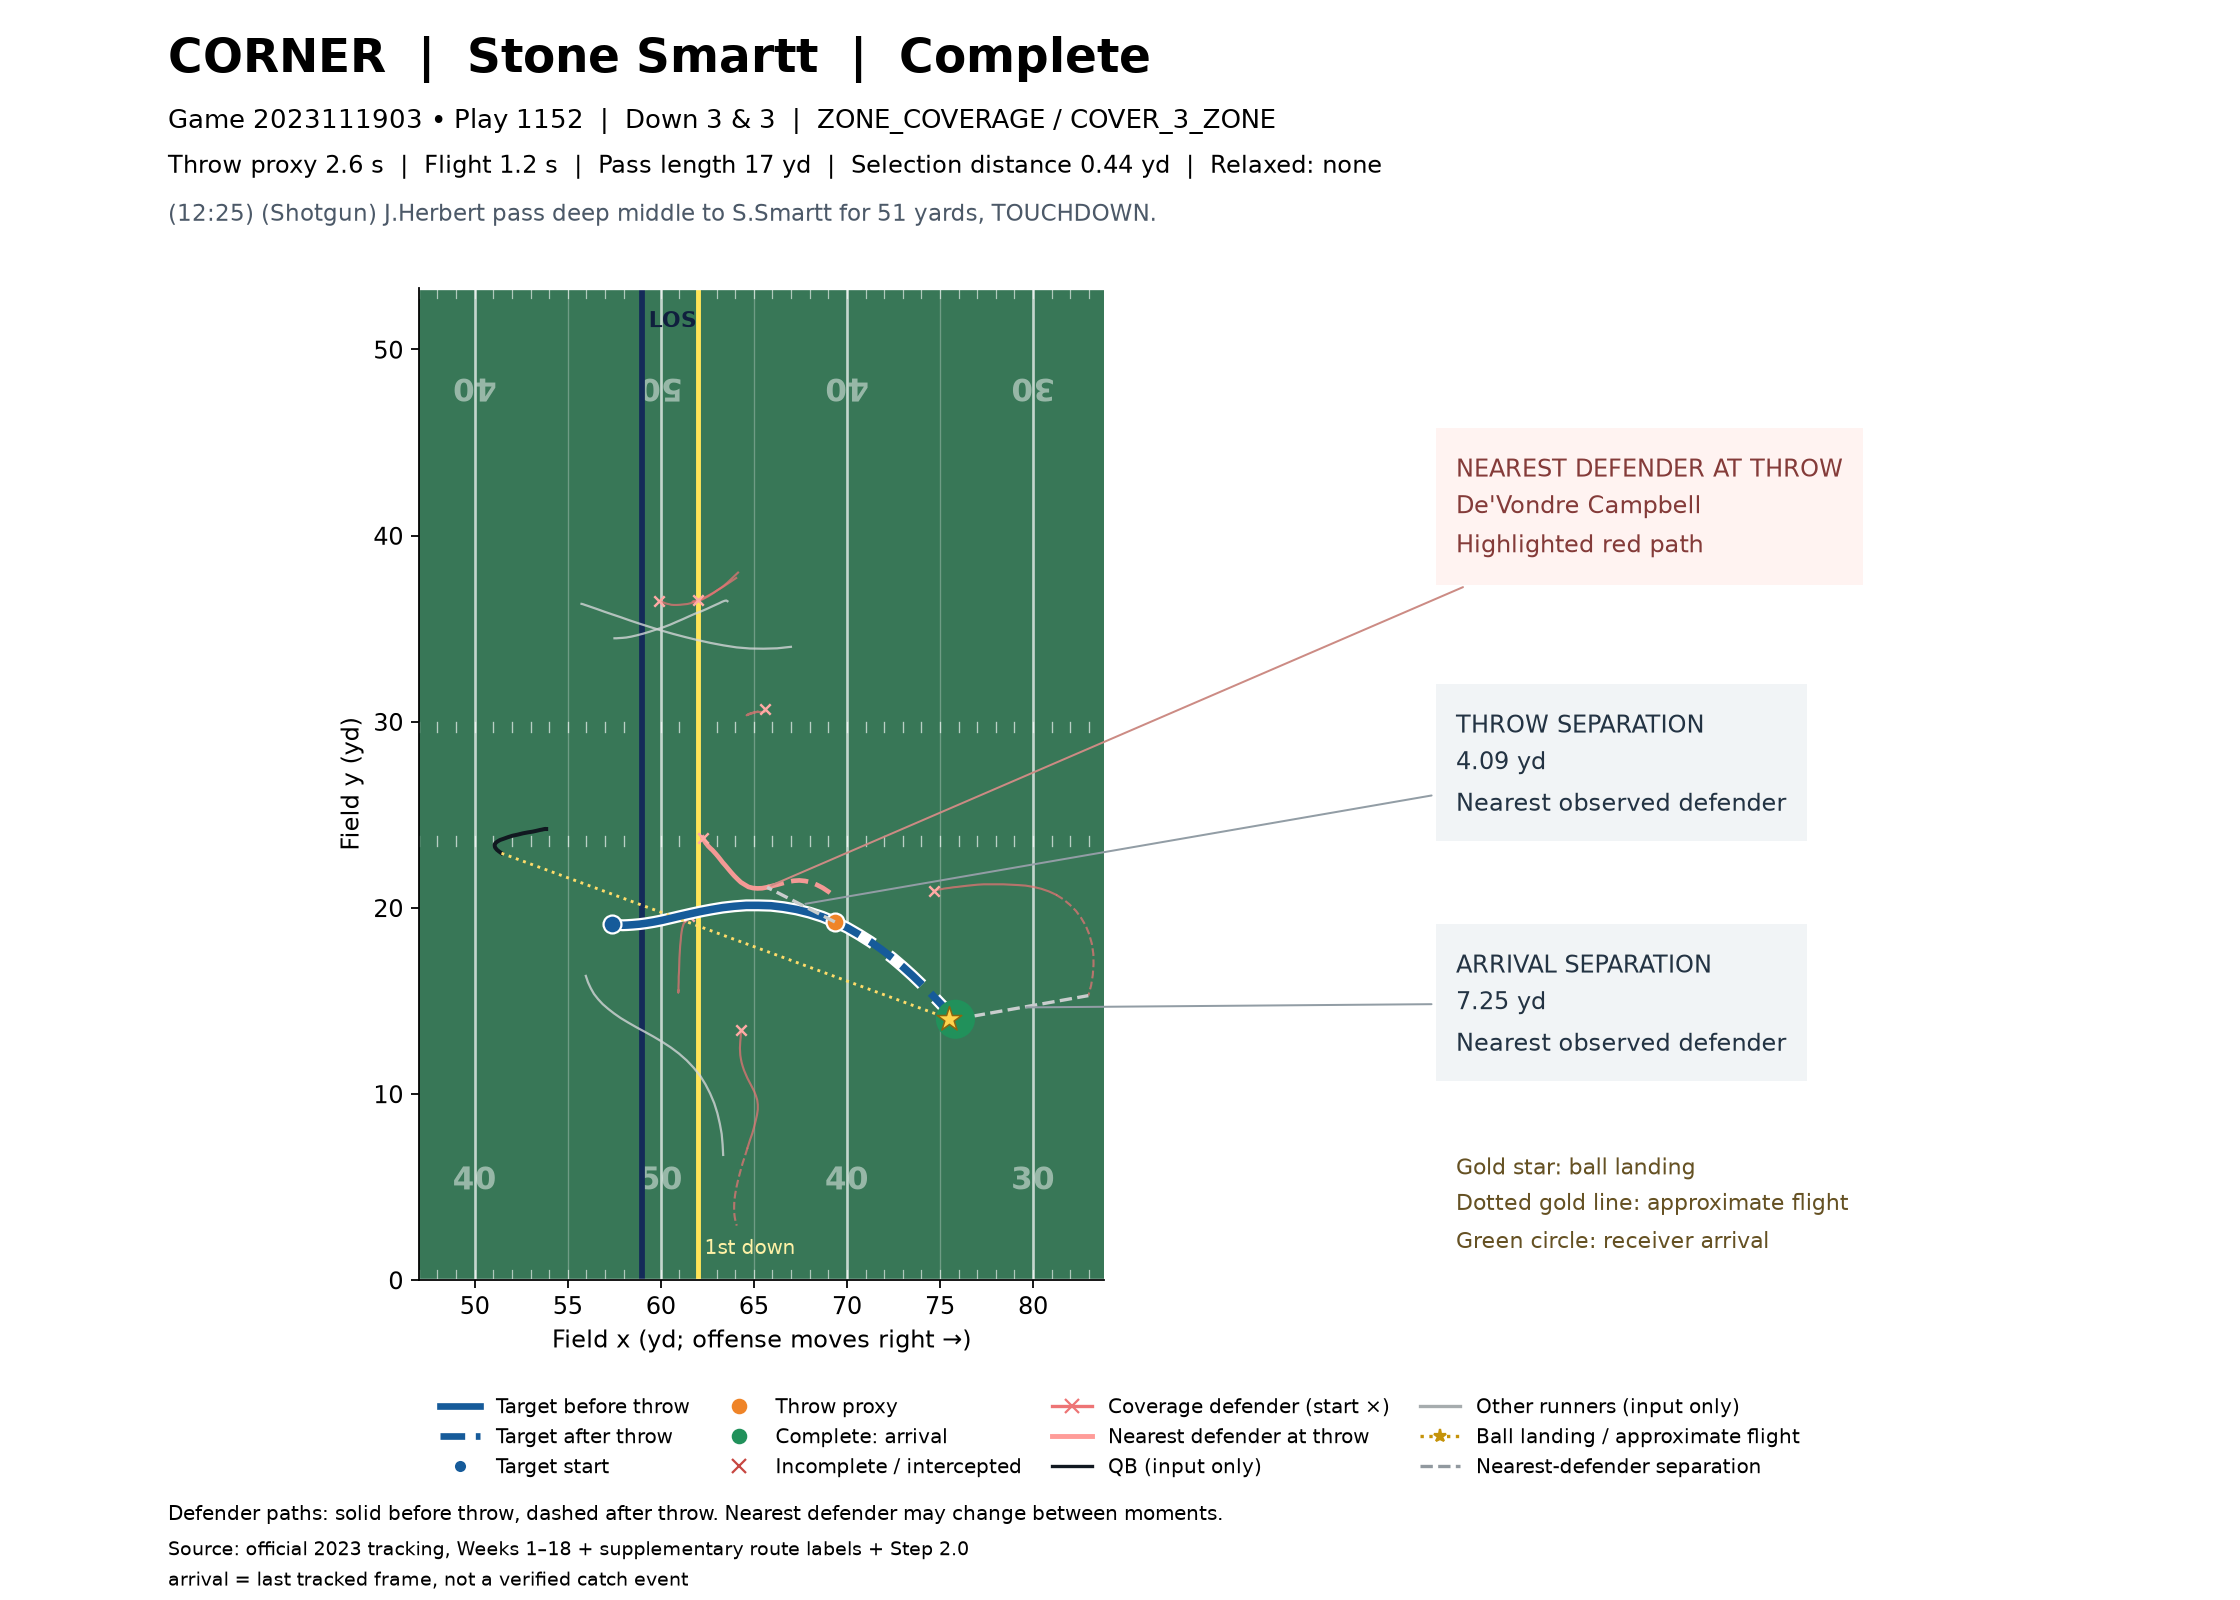 CORNER | Stone Smartt | Complete
Game 2023111903 • Play 1152 | Down 3 & 3 | ZONE_COVERAGE / COVER_3_ZONE
Throw proxy 2.6 s | Flight 1.2 s | Pass length 17 yd | Selection distance 0.44 yd | Relaxed: none
(12:25) (Shotgun) J.Herbert pass deep middle to S.Smartt for 51 yards, TOUCHDOWN.
LOS
50
40 50 40 30
NEAREST DEFENDER AT THROW
De'Vondre Campbell
Highlighted red path
40
30
THROW SEPARATION
4.09 yd
Nearest observed defender
Field y (yd)
20
ARRIVAL SEPARATION
7.25 yd
Nearest observed defender
10
40 50 40 30
Gold star: ball landing
Dotted gold line: approximate flight
Green circle: receiver arrival
1st down
0
50 55 60 65 70 75 80
Field x (yd; offense moves right →)
Target before throw
Target after throw
Target start
Throw proxy
Complete: arrival
Incomplete / intercepted
Coverage defender (start ×)
Nearest defender at throw
QB (input only)
Other runners (input only)
Ball landing / approximate flight
Nearest-defender separation
Defender paths: solid before throw, dashed after throw. Nearest defender may change between moments.
Source: official 2023 tracking, Weeks 1–18 + supplementary route labels + Step 2.0
arrival = last tracked frame, not a verified catch event